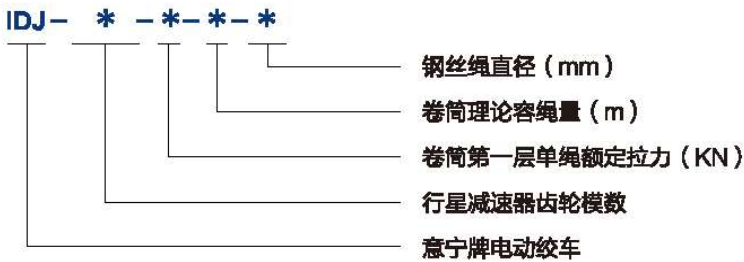 IDJ- * -*-*-*
钢丝绳直径（mm）
卷筒理论容绳量（m）
卷筒第一层单绳额定拉力（KN）
行星减速器齿轮模数
意宁牌电动绞车